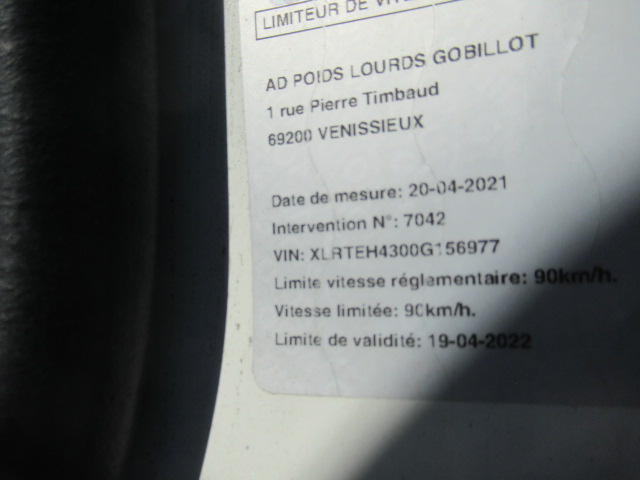 LIMITEUR DE
AD POIDS LOURDS GOBILLOT
1 rue Pierre Timbaud
69200 VENISSIEUX
Date de mesure: 20-04-2021
Intervention N°: 7042
VIN: XLRTEH4300G156977
Limite vitesse réglementaire: 90km/h.
Vitesse limitée: 90km/h.
Limite de validité: 19-04-2022